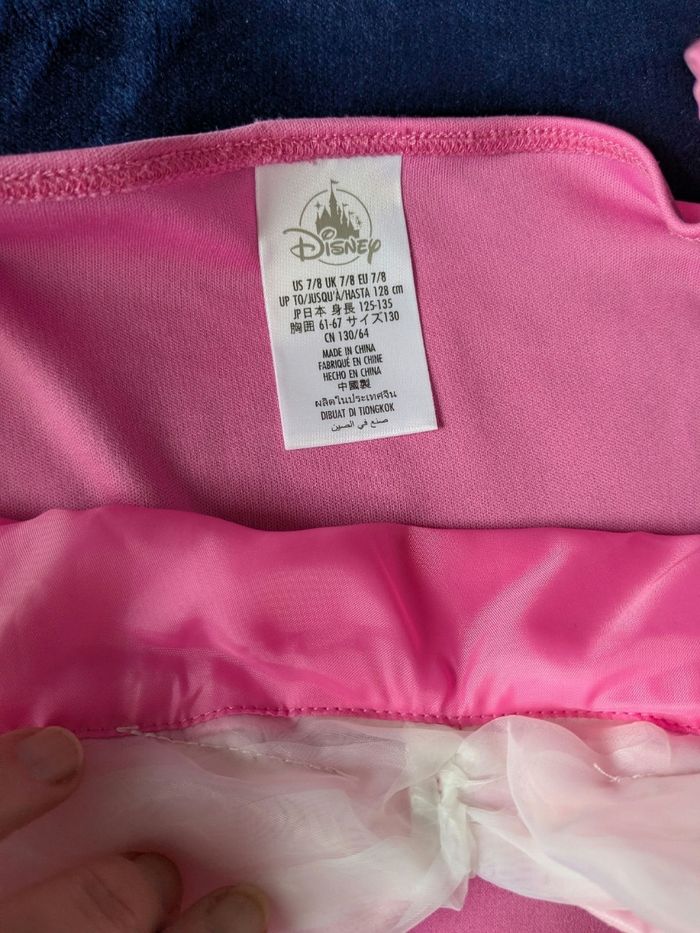 Disney
US 7/8 UK 7/8 EU 7/8
UP TO/JUSQU'À/HASTA 128 cm
JP日本 身長 125-135
胸囲 61-67 サイズ130
CN 130/64
MADE IN CHINA
FABRIQUÉ EN CHINE
HECHO EN CHINA
中國製
ผลิตในประเทศจีน
DIBUAT DI TIONGKOK
صنع في الصين